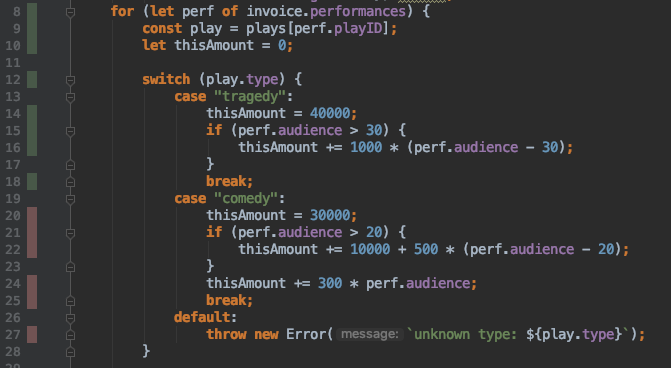 8 for (let perf of invoice.performances) {
9 const play = plays[perf.playID];
10 let thisAmount = 0;
11
12 switch (play.type) {
13 case "tragedy":
14 thisAmount = 40000;
15 if (perf.audience > 30) {
16 thisAmount += 1000 * (perf.audience - 30);
17 }
18 break;
19 case "comedy":
20 thisAmount = 30000;
21 if (perf.audience > 20) {
22 thisAmount += 10000 + 500 * (perf.audience - 20);
23 }
24 thisAmount += 300 * perf.audience;
25 break;
26 default:
27 throw new Error( message: `unknown type: ${play.type}`);
28 }